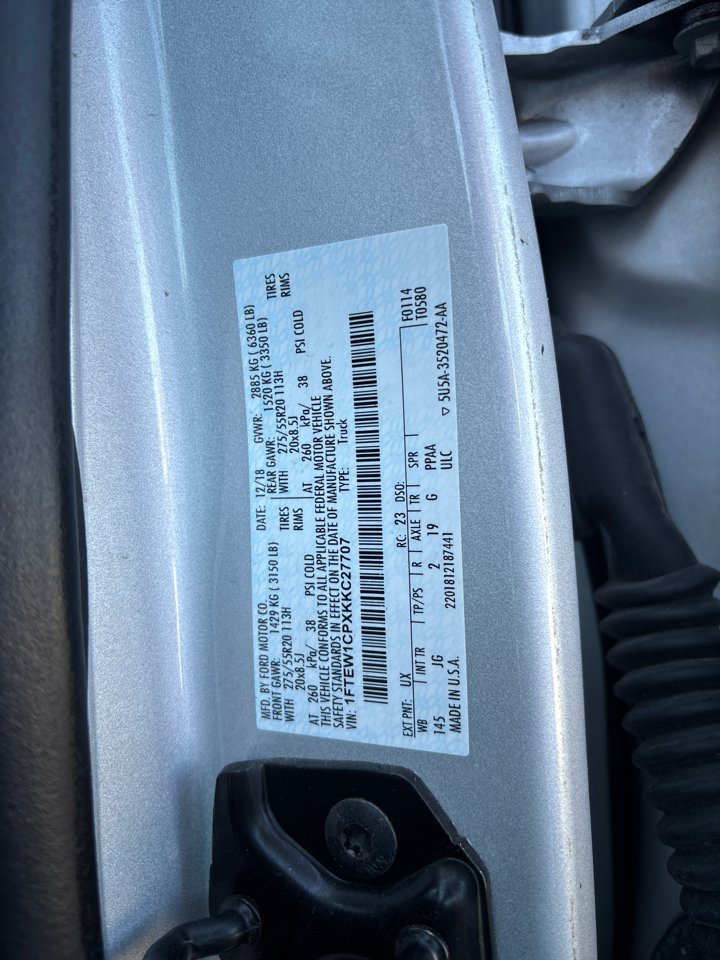 MFD. BY FORD MOTOR CO.
DATE: 12/18 GVWR: 2885 KG ( 6360 LB)
FRONT GAWR: 1429 KG ( 3150 LB)
REAR GAWR: 1520 KG ( 3350 LB)
WITH 275/55R20 113H TIRES
WITH 275/55R20 113H TIRES
20x8.5J RIMS
20x8.5J RIMS
AT 260 kPa/ 38 PSI COLD
AT 260 kPa/ 38 PSI COLD
THIS VEHICLE CONFORMS TO ALL APPLICABLE FEDERAL MOTOR VEHICLE
SAFETY STANDARDS IN EFFECT ON THE DATE OF MANUFACTURE SHOWN ABOVE.
VIN: 1FTEW1CPXKKC27707 TYPE: Truck
F0114
T0580
EXT PNT: UX RC: 23 DSO:
WB INT TR TP/PS R AXLE TR SPR
145 JG 2 19 G PPAA
MADE IN U.S.A. 2201812187441 ULC ▽ 5U5A-3520472-AA